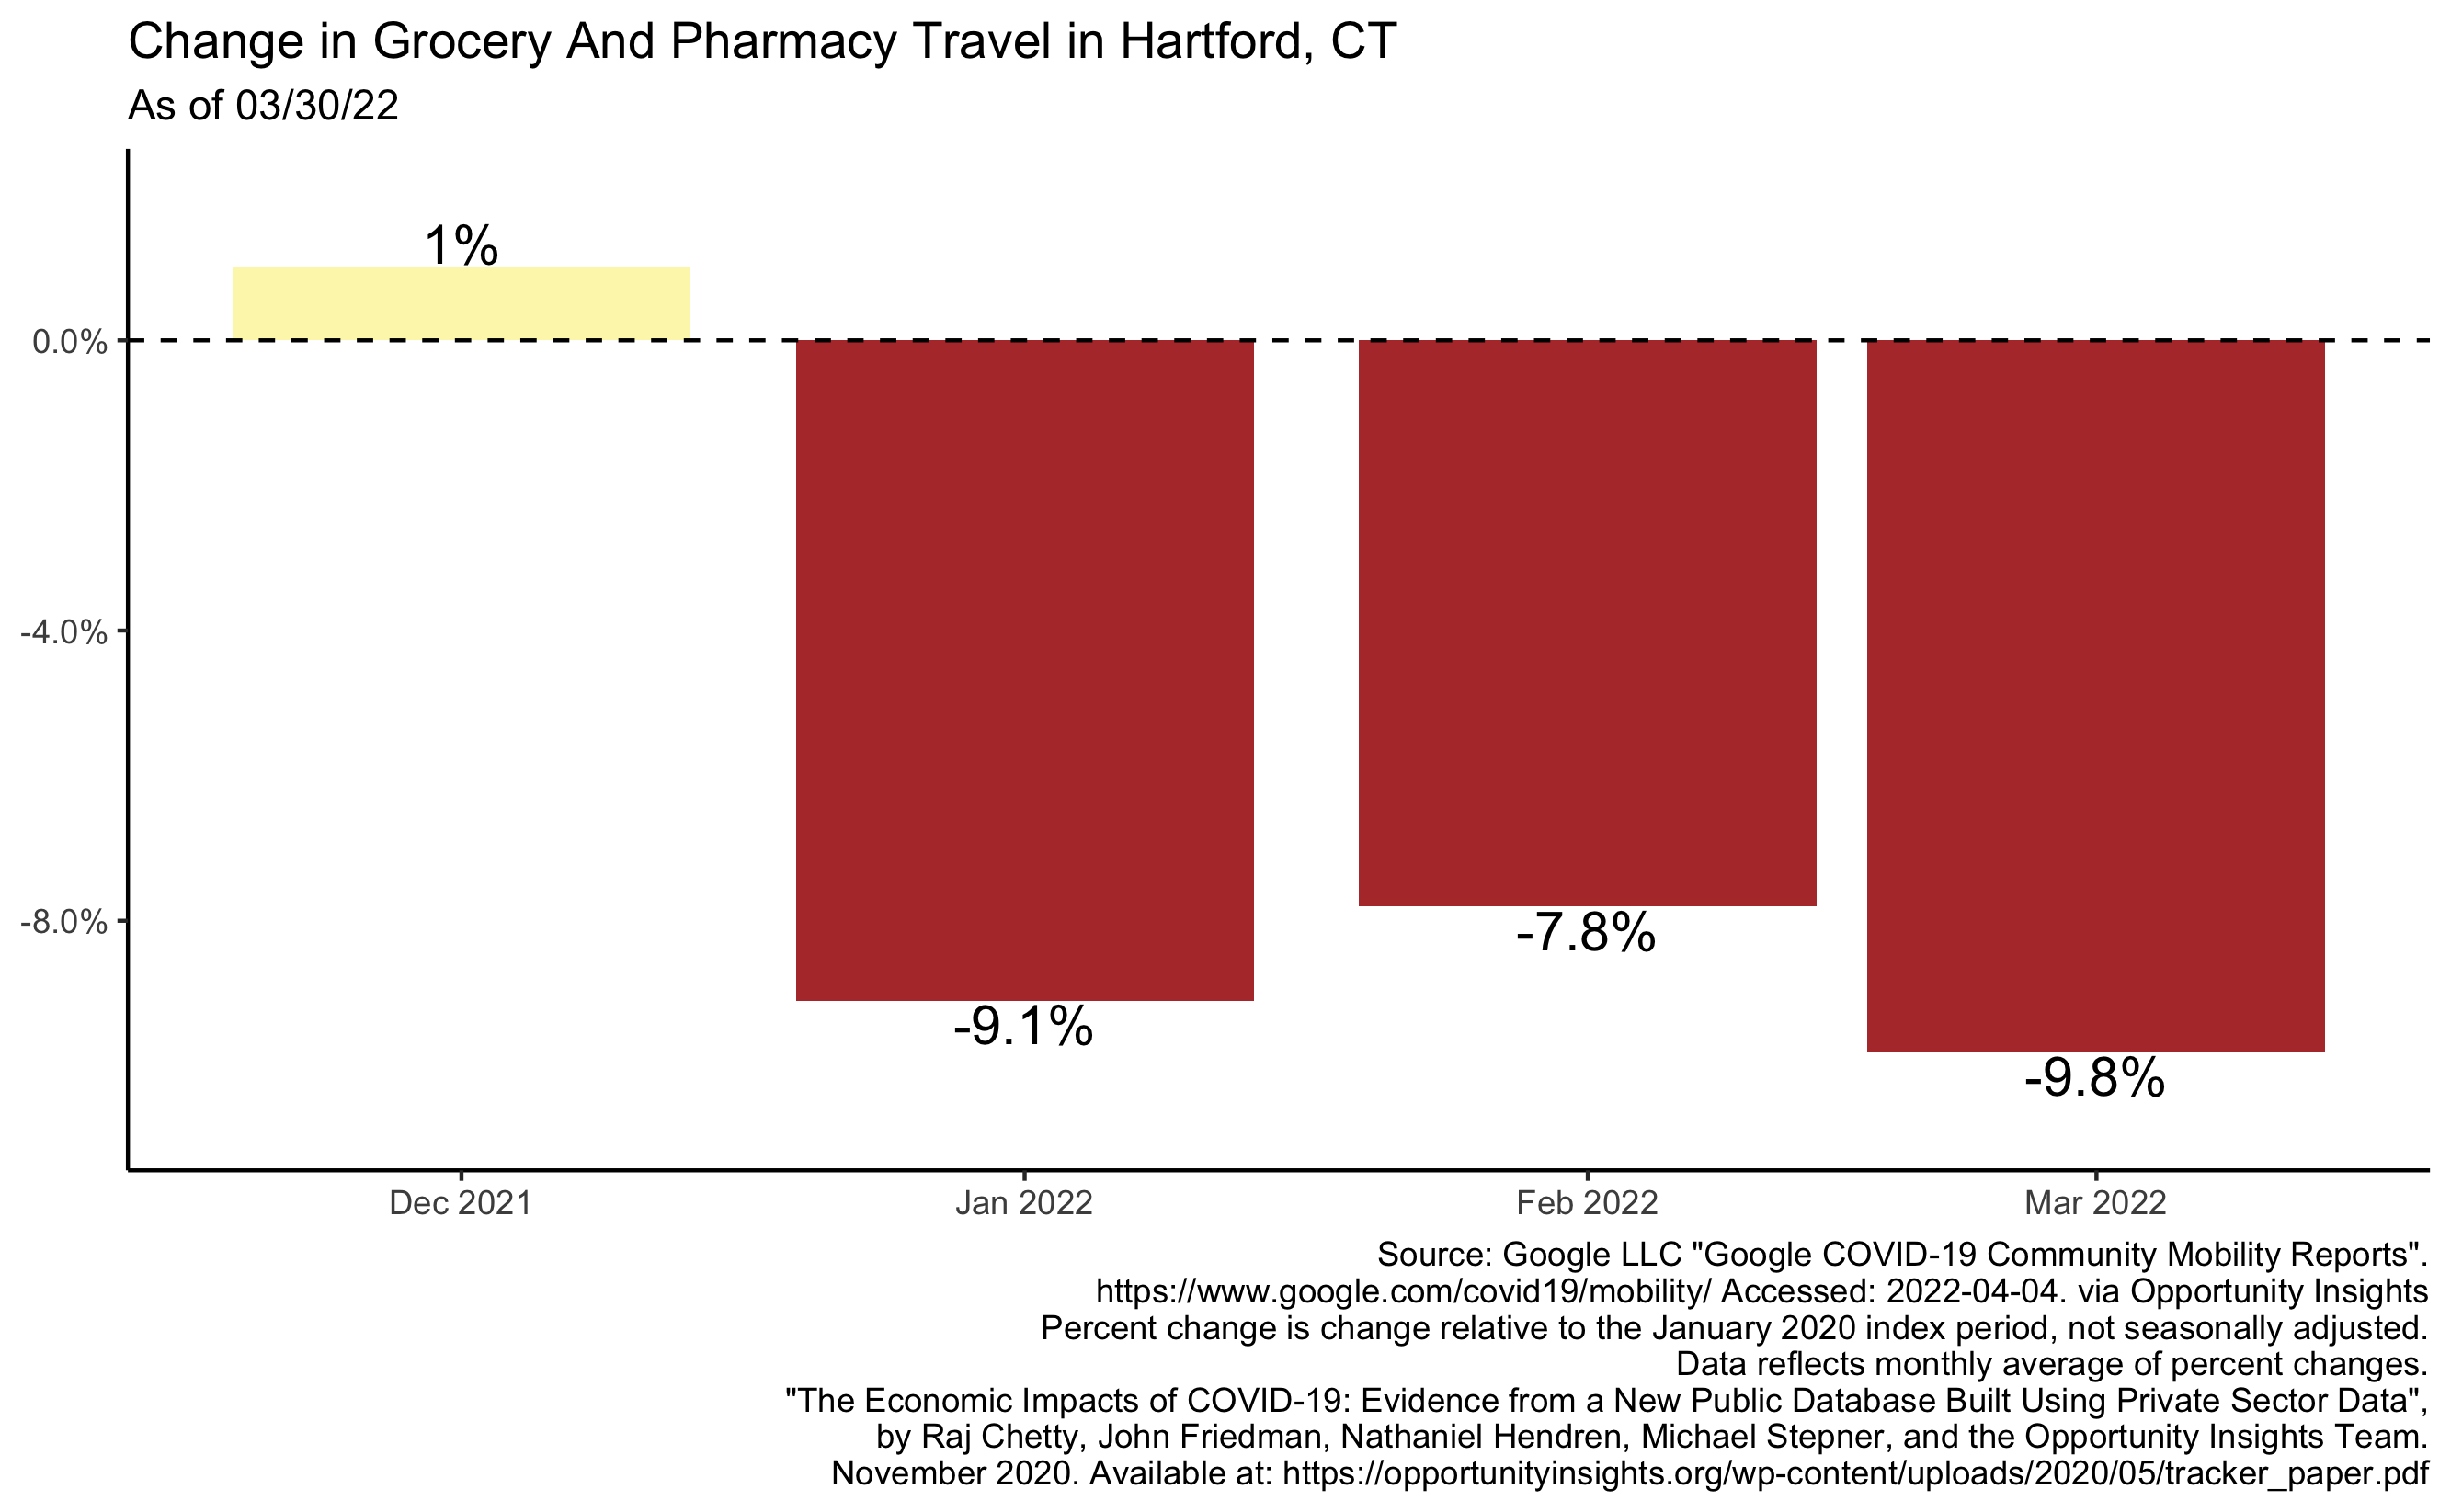 Change in Grocery And Pharmacy Travel in Hartford, CT
As of 03/30/22
1%
0.0%
-4.0%
-8.0%
-9.1%
-7.8%
-9.8%
Dec 2021
Jan 2022
Feb 2022
Mar 2022
Source: Google LLC "Google COVID-19 Community Mobility Reports".
https://www.google.com/covid19/mobility/ Accessed: 2022-04-04. via Opportunity Insights
Percent change is change relative to the January 2020 index period, not seasonally adjusted.
Data reflects monthly average of percent changes.
"The Economic Impacts of COVID-19: Evidence from a New Public Database Built Using Private Sector Data",
by Raj Chetty, John Friedman, Nathaniel Hendren, Michael Stepner, and the Opportunity Insights Team.
November 2020. Available at: https://opportunityinsights.org/wp-content/uploads/2020/05/tracker_paper.pdf